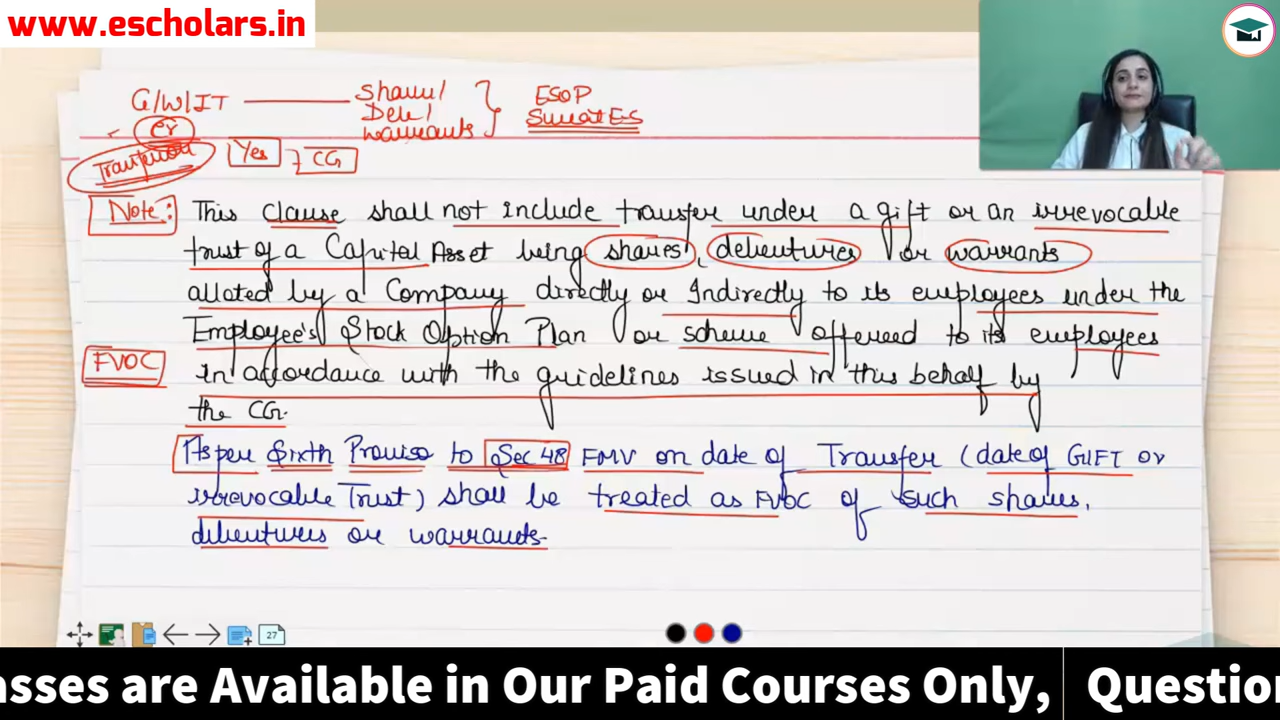 www.escholars.in
G/W/IT — Shares/ ESOP
Deb/ Sweat ES
warrants
er
Yes CG
Note: This clause shall not include transfer under a gift or an irrevocable
trust of a Capital Asset being shares, debentures or warrants
alloted by a Company directly or Indirectly to its employees under the
Employee's Stock Option Plan or scheme offered to its employees
FVOC
in accordance with the guidelines issued in this behalf by
the CG.
As per Sixth Proviso to Sec 48 FMV on date of Transfer (date of GIFT or
irrevocable Trust) shall be treated as FVOC of such shares,
debentures or warrants.
27
asses are Available in Our Paid Courses Only, Question